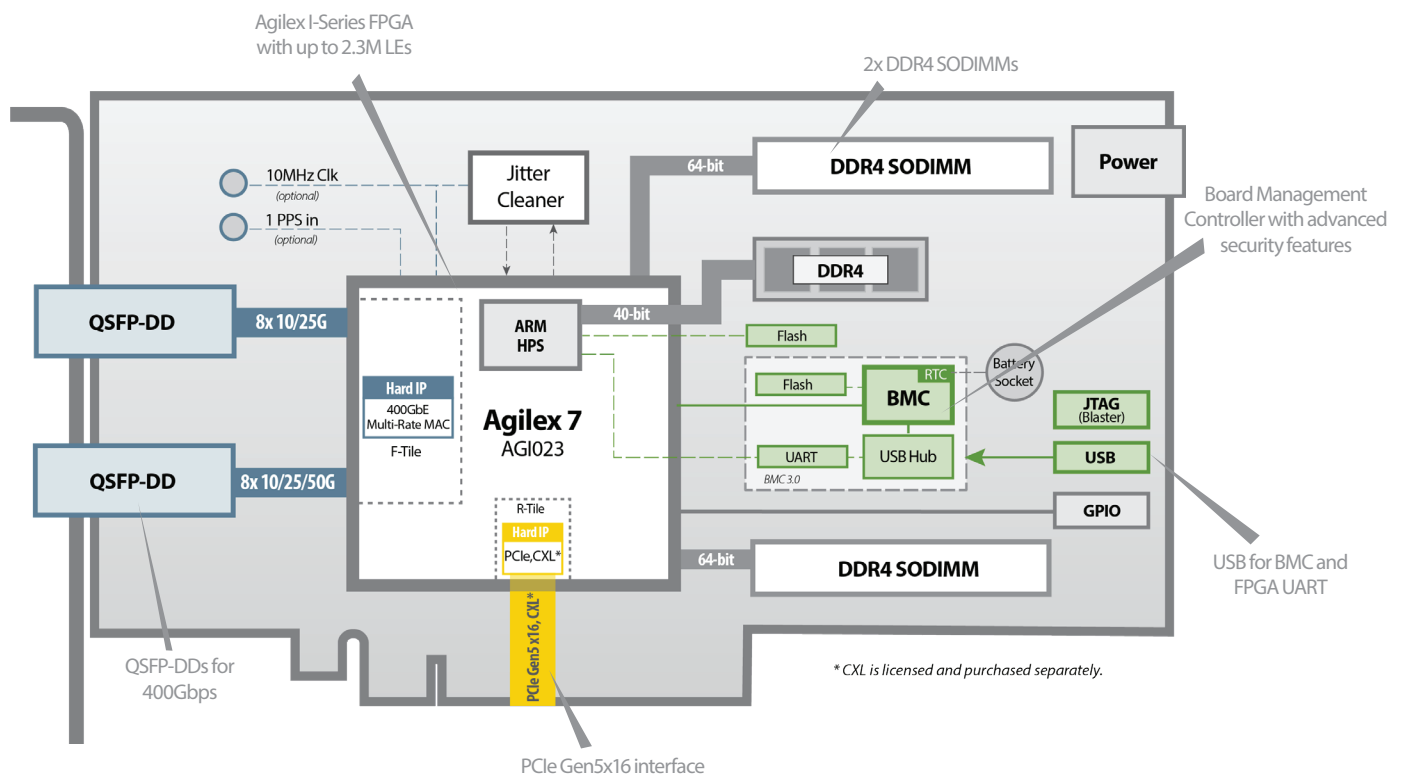 Agilex I-Series FPGA
with up to 2.3M LEs
2x DDR4 SODIMMs
64-bit
DDR4 SODIMM
Power
10MHz Clk
(optional)
1 PPS in
(optional)
Jitter
Cleaner
Board Management
Controller with advanced
security features
DDR4
QSFP-DD
8x 10/25G
ARM
HPS
40-bit
Flash
Flash
RTC
BMC
Battery
Socket
Hard IP
400GbE
Multi-Rate MAC
F-Tile
Agilex 7
AGI023
JTAG
(Blaster)
UART
USB Hub
BMC 3.0
USB
QSFP-DD
8x 10/25/50G
R-Tile
Hard IP
PCIe,CXL*
GPIO
64-bit
DDR4 SODIMM
USB for BMC and
FPGA UART
PCIe Gen5 x16, CXL*
QSFP-DDs for
400Gbps
* CXL is licensed and purchased separately.
PCIe Gen5x16 interface